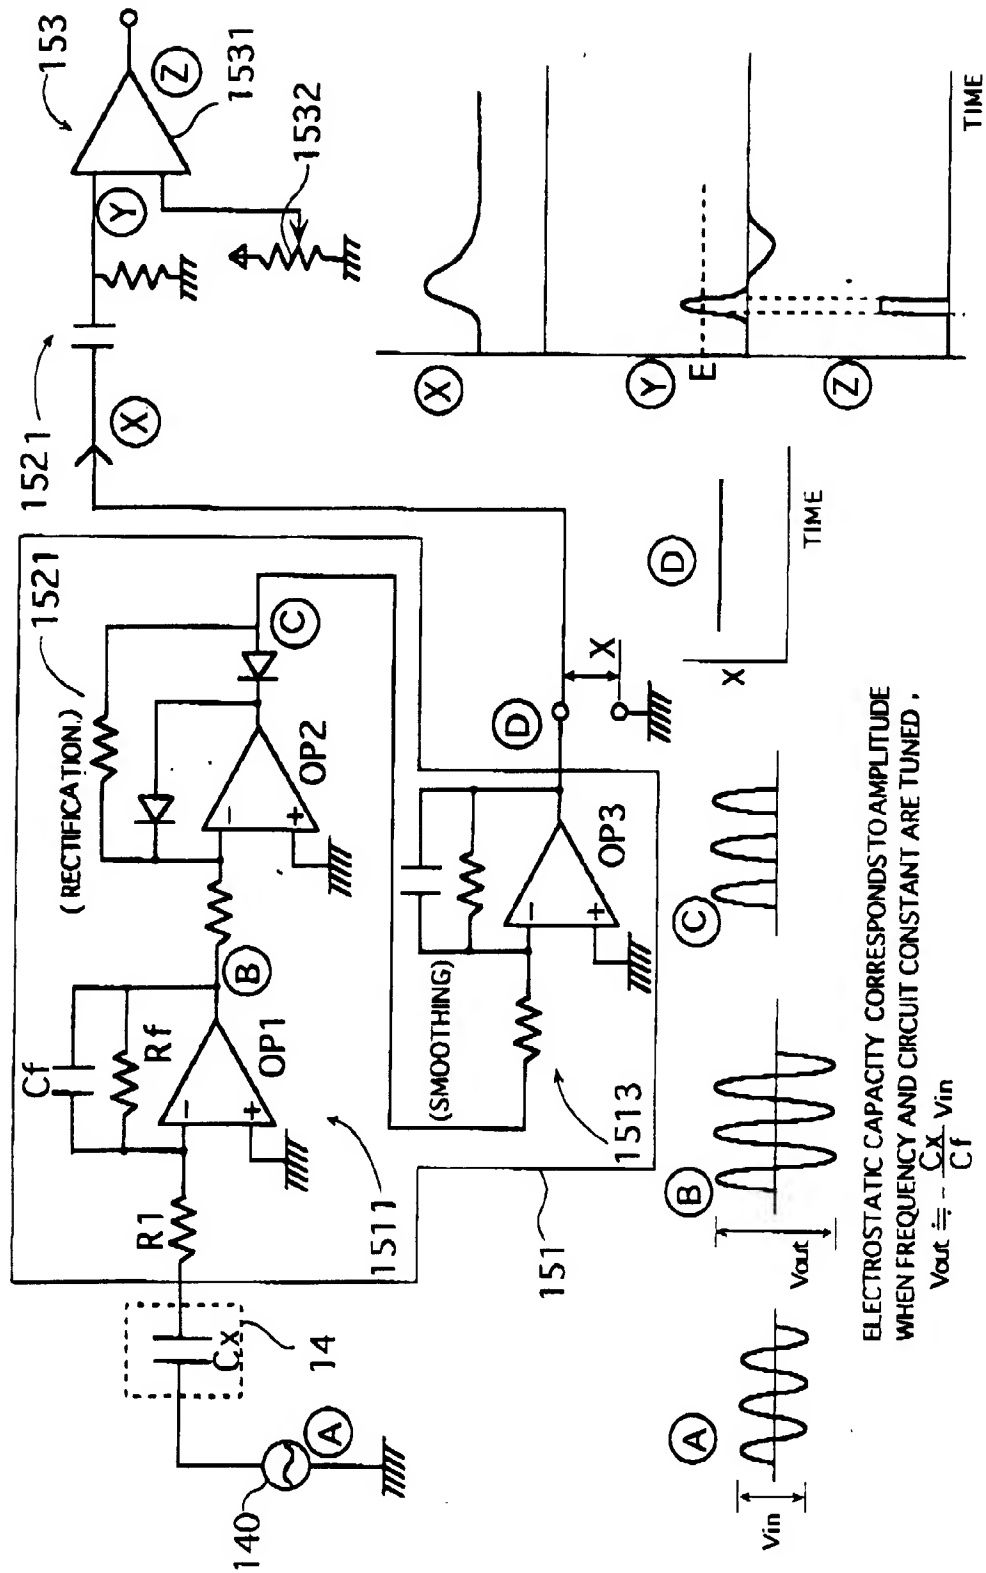 153
Z
1531
1532
Y
1521
X
1521
(RECTIFICATION.)
C
OP2
-
+
B
Cf
Rf
OP1
-
+
R1
1511
Cx
14
A
140
(SMOOTHING)
OP3
-
+
1513
151
D
X
X
Y
E
Z
TIME
D
X
TIME
C
B
Vout
A
Vin
ELECTROSTATIC CAPACITY CORRESPONDS TO AMPLITUDE
WHEN FREQUENCY AND CIRCUIT CONSTANT ARE TUNED .
Vout ≒ - Cx/Cf Vin